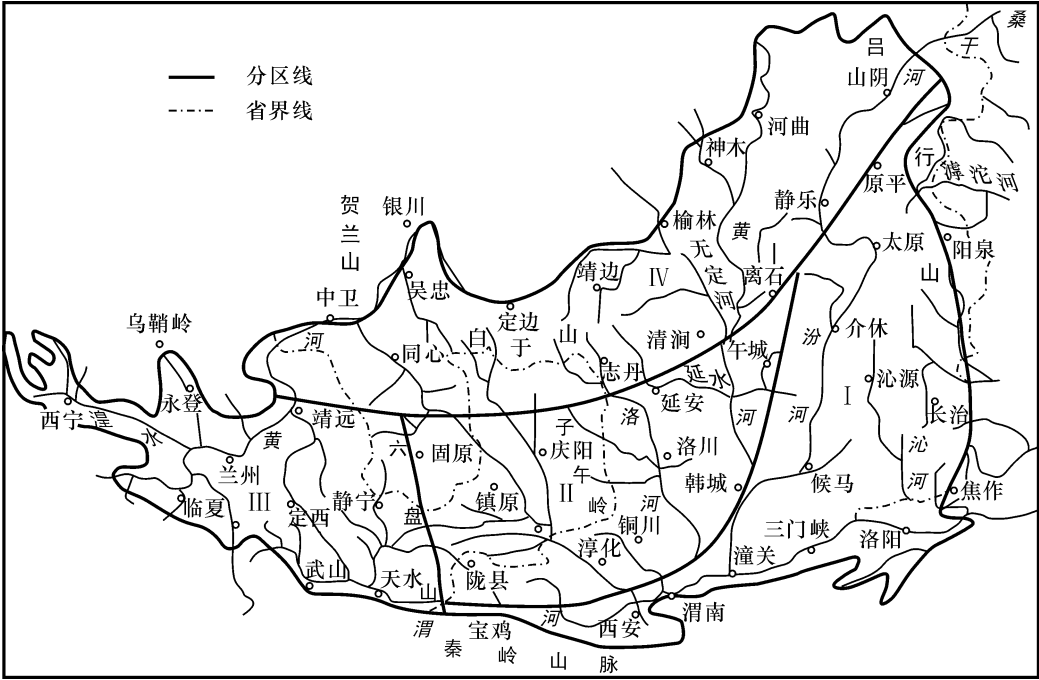 桑
干
河
吕
山阴
分区线
省界线
河曲
神木
行
滹沱河
原平
贺兰山
银川
静乐
榆林
黄
太原
阳泉
无定河
山
靖边
Ⅳ
离石
吴忠
中卫
定边
乌鞘岭
河
白
于
山
清涧
午城
汾
介休
同心
志丹
延水
沁源
永登
延安
西宁
湟
水
黄
靖远
子
洛
河
河
Ⅰ
长治
六
固原
庆阳
洛川
沁
河
兰州
午
候马
静宁
Ⅱ
韩城
焦作
临夏
Ⅲ
定西
盘
镇原
岭
河
铜川
三门峡
洛阳
淳化
潼关
武山
天水
山
陇县
渭南
渭
宝鸡
河
西安
秦
岭
山
脉